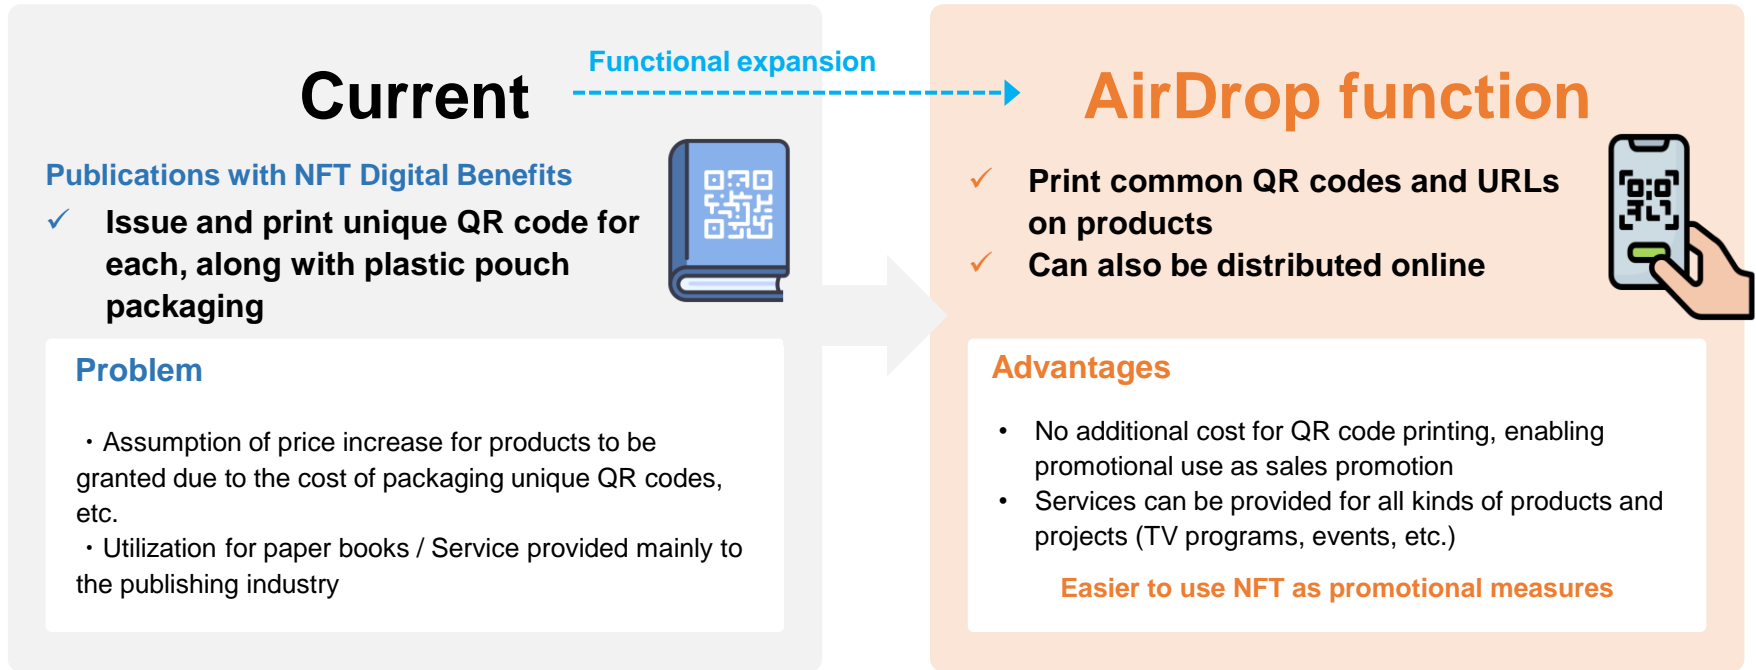 Current
Functional expansion
Publications with NFT Digital Benefits
✓ Issue and print unique QR code for
each, along with plastic pouch
packaging
Problem
・Assumption of price increase for products to be
granted due to the cost of packaging unique QR codes,
etc.
・Utilization for paper books / Service provided mainly to
the publishing industry
AirDrop function
✓ Print common QR codes and URLs
on products
✓ Can also be distributed online
Advantages
• No additional cost for QR code printing, enabling
promotional use as sales promotion
• Services can be provided for all kinds of products and
projects (TV programs, events, etc.)
Easier to use NFT as promotional measures